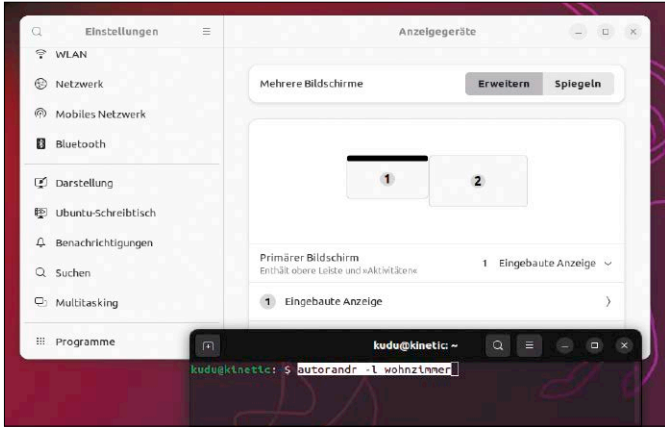 Einstellungen
Anzeigegeräte
WLAN
Netzwerk
Mobiles Netzwerk
Bluetooth
Darstellung
Ubuntu-Schreibtisch
Benachrichtigungen
Suchen
Multitasking
Programme
Mehrere Bildschirme
Erweitern
Spiegeln
1
2
Primärer Bildschirm
Enthält obere Leiste und »Aktivitäten«
1 Eingebaute Anzeige
1 Eingebaute Anzeige
kudu@kinetic: ~
kudu@kinetic: $ autorandr -l wohnzimmer